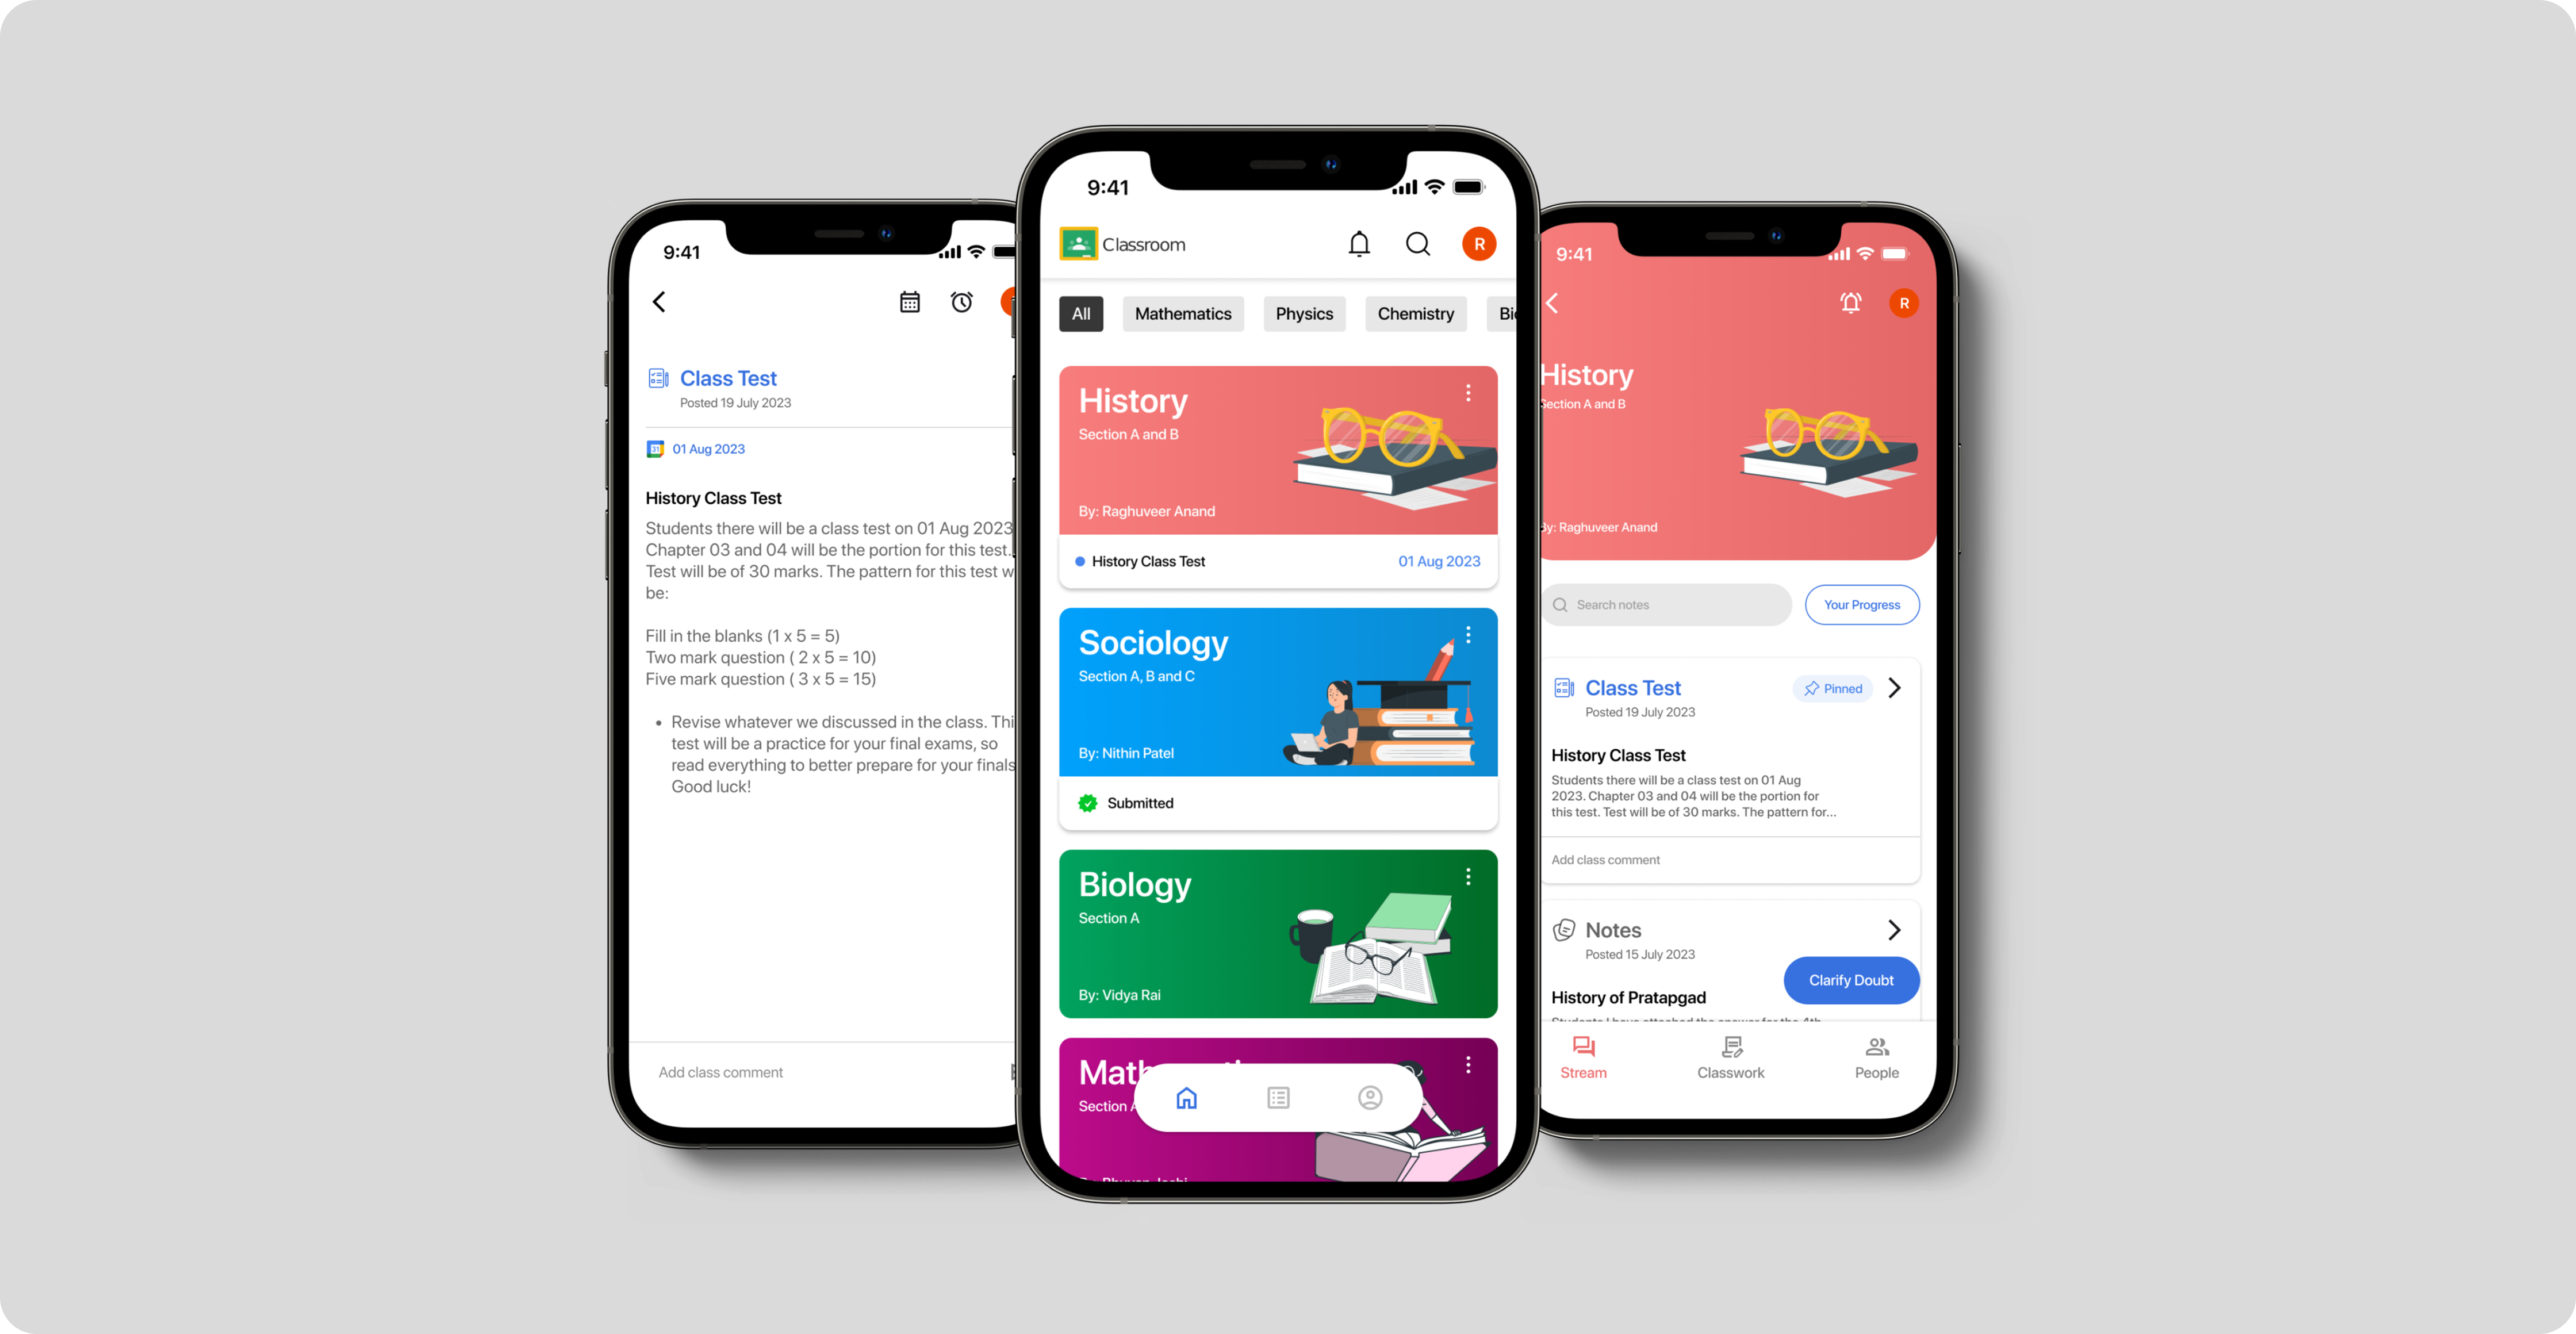 9:41
Class Test
Posted 19 July 2023
31
01 Aug 2023
History Class Test
Students there will be a class test on 01 Aug 2023
Chapter 03 and 04 will be the portion for this test.
Test will be of 30 marks. The pattern for this test
be:
Fill in the blanks (1 x 5 = 5)
Two mark question ( 2 x 5 = 10)
Five mark question ( 3 x 5 = 15)
• Revise whatever we discussed in the class.
test will be a practice for your final exams, so
read everything to better prepare for your finals
Good luck!
Add class comment
9:41
Classroom
R
All
Mathematics
Physics
Chemistry
History
Section A and B
By: Raghuveer Anand
History Class Test
01 Aug 2023
Sociology
Section A, B and C
By: Nithin Patel
Submitted
Biology
Section A
By: Vidya Rai
Section A
9:41
R
History
Section A and B
By: Raghuveer Anand
Search notes
Your Progress
Class Test
Pinned
Posted 19 July 2023
History Class Test
Students there will be a class test on 01 Aug
2023. Chapter 03 and 04 will be the portion for
this test. Test will be of 30 marks. The pattern for...
Add class comment
Notes
Posted 15 July 2023
History of Pratapgad
Clarify Doubt
Stream
Classwork
People